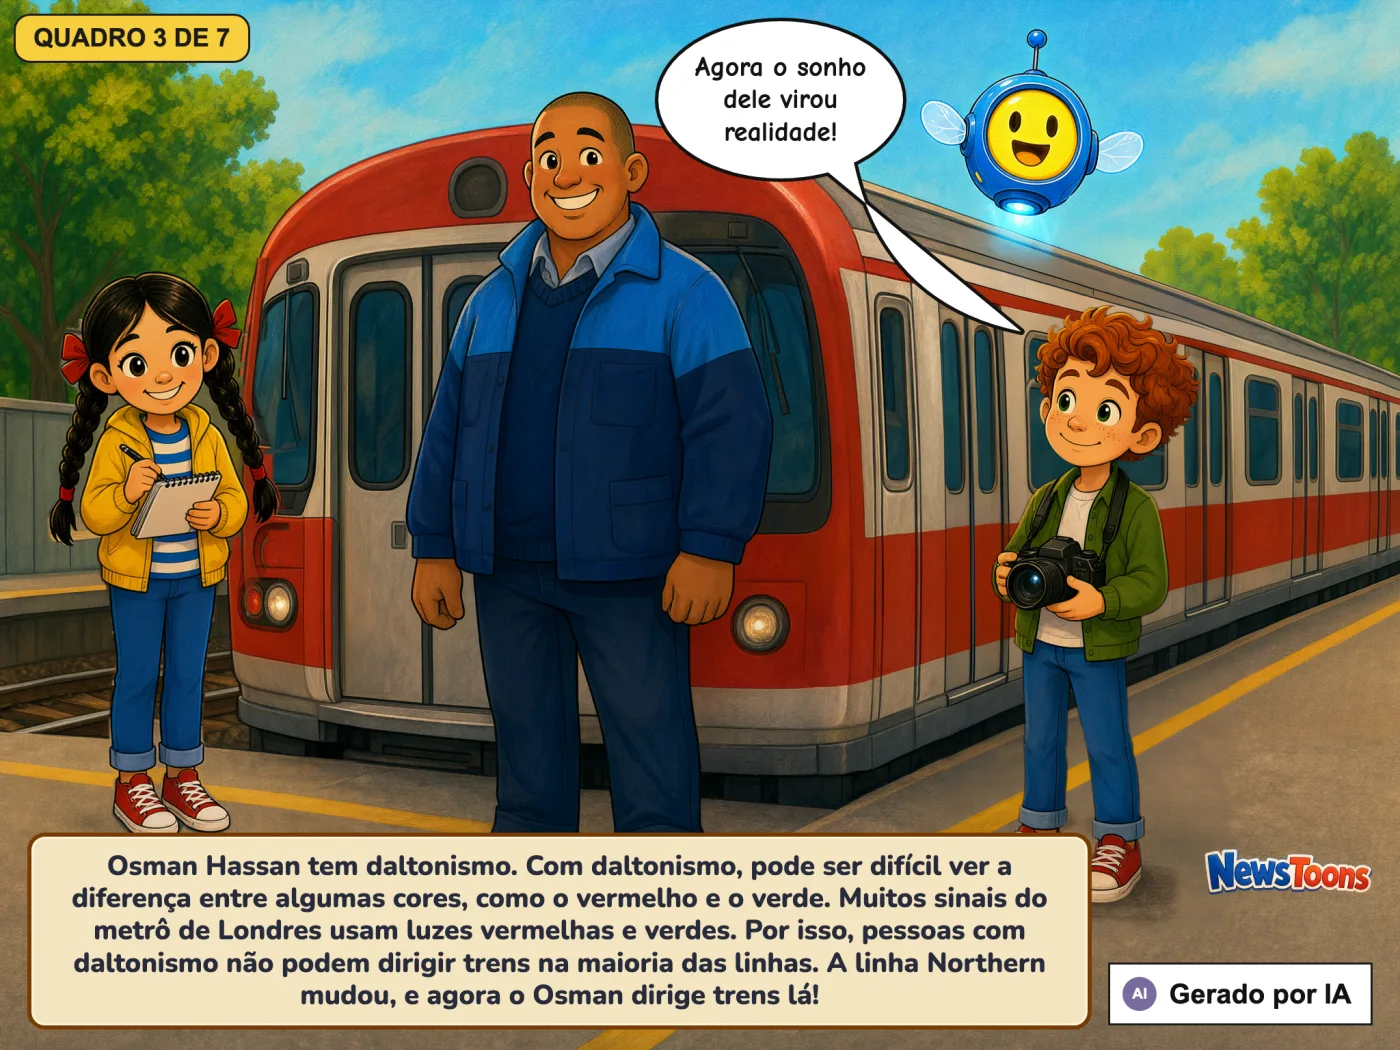 QUADRO 3 DE 7
Agora o sonho
dele virou
realidade!
Osman Hassan tem daltonismo. Com daltonismo, pode ser difícil ver a
diferença entre algumas cores, como o vermelho e o verde. Muitos sinais do
metrô de Londres usam luzes vermelhas e verdes. Por isso, pessoas com
daltonismo não podem dirigir trens na maioria das linhas. A linha Northern
mudou, e agora o Osman dirige trens lá!
NewsToons
AI Gerado por IA